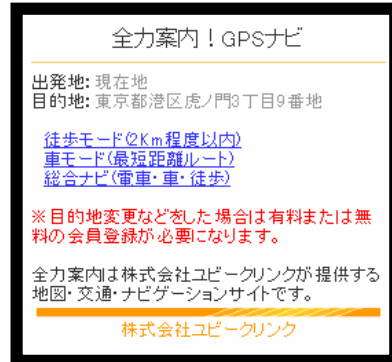 全力案内！GPSナビ
出発地: 現在地
目的地: 東京都港区虎ノ門3丁目9番地
徒歩モード(2Km程度以内)
車モード(最短距離ルート)
総合ナビ(電車・車・徒歩)
※目的地変更などをした場合は有料または無
料の会員登録が必要になります。
全力案内は株式会社ユビークリンクが提供する
地図・交通・ナビゲーションサイトです。
株式会社ユビークリンク